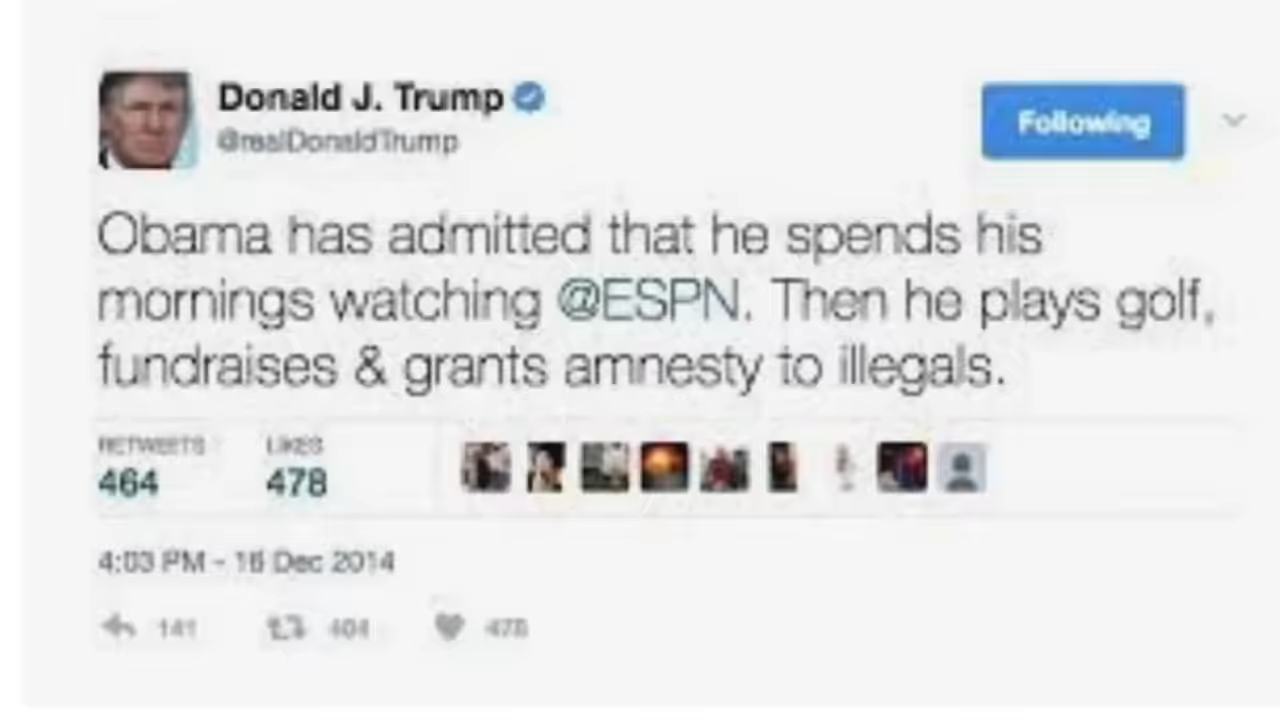 Donald J. Trump
@realDonaldTrump
Following
Obama has admitted that he spends his
mornings watching @ESPN. Then he plays golf,
fundraises & grants amnesty to illegals.
RETWEETS LIKES
464 478
4:03 PM - 16 Dec 2014
141 464 478